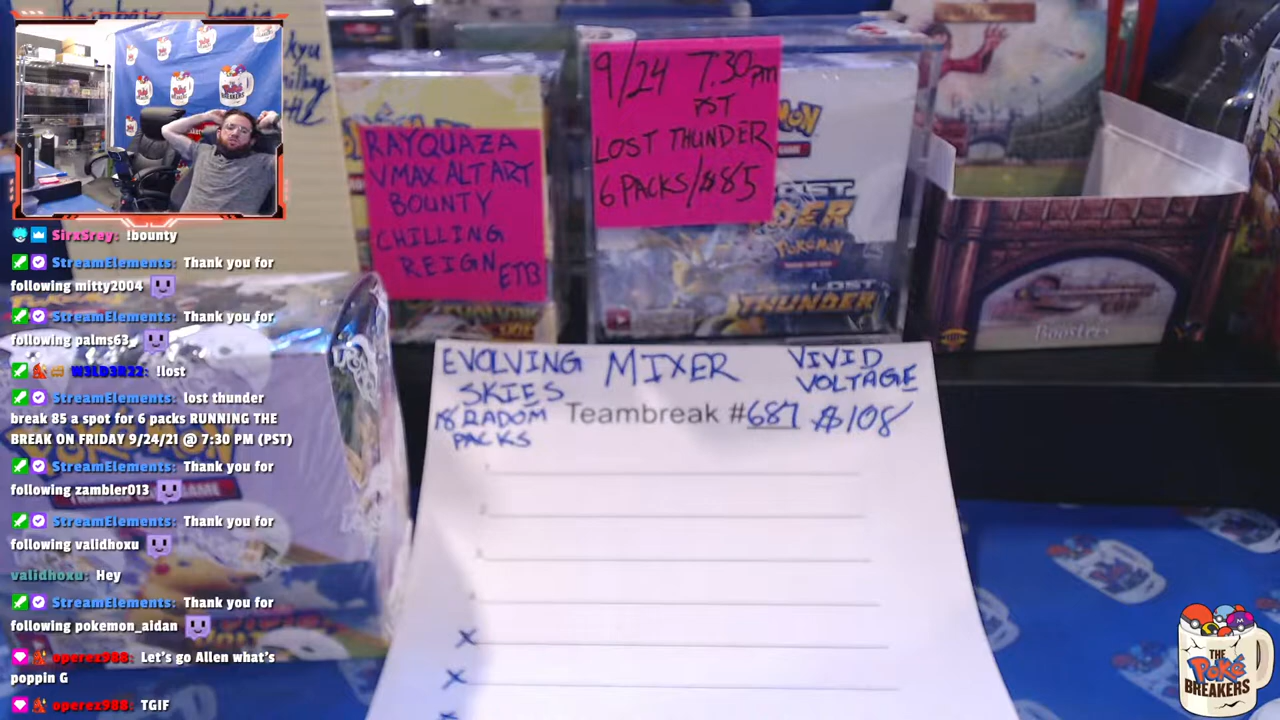 SirxSray: !bounty
StreamElements: Thank you for
following mitty2004
StreamElements: Thank you for
following palms63
W3LD3R22: !lost
StreamElements: lost thunder
break 85 a spot for 6 packs RUNNING THE
BREAK ON FRIDAY 9/24/21 @ 7:30 PM (PST)
StreamElements: Thank you for
following zambler013
StreamElements: Thank you for
following validhoxu
validhoxu: Hey
StreamElements: Thank you for
following pokemon_aidan
operez988: Let's go Allen what's
poppin G
operez988: TGIF
RAYQUAZA
VMAX ALT ART
BOUNTY
CHILLING
REIGN ETB
9/24 7:30pm
PST
LOST THUNDER
6 PACKS/$85
POKÉMON
LOST
THUNDER
Booster
EVOLVING SKIES MIXER VIVID VOLTAGE
18 RADOM PACKS
Teambreak #687 $108
X
X
THE
Poké
BREAKERS